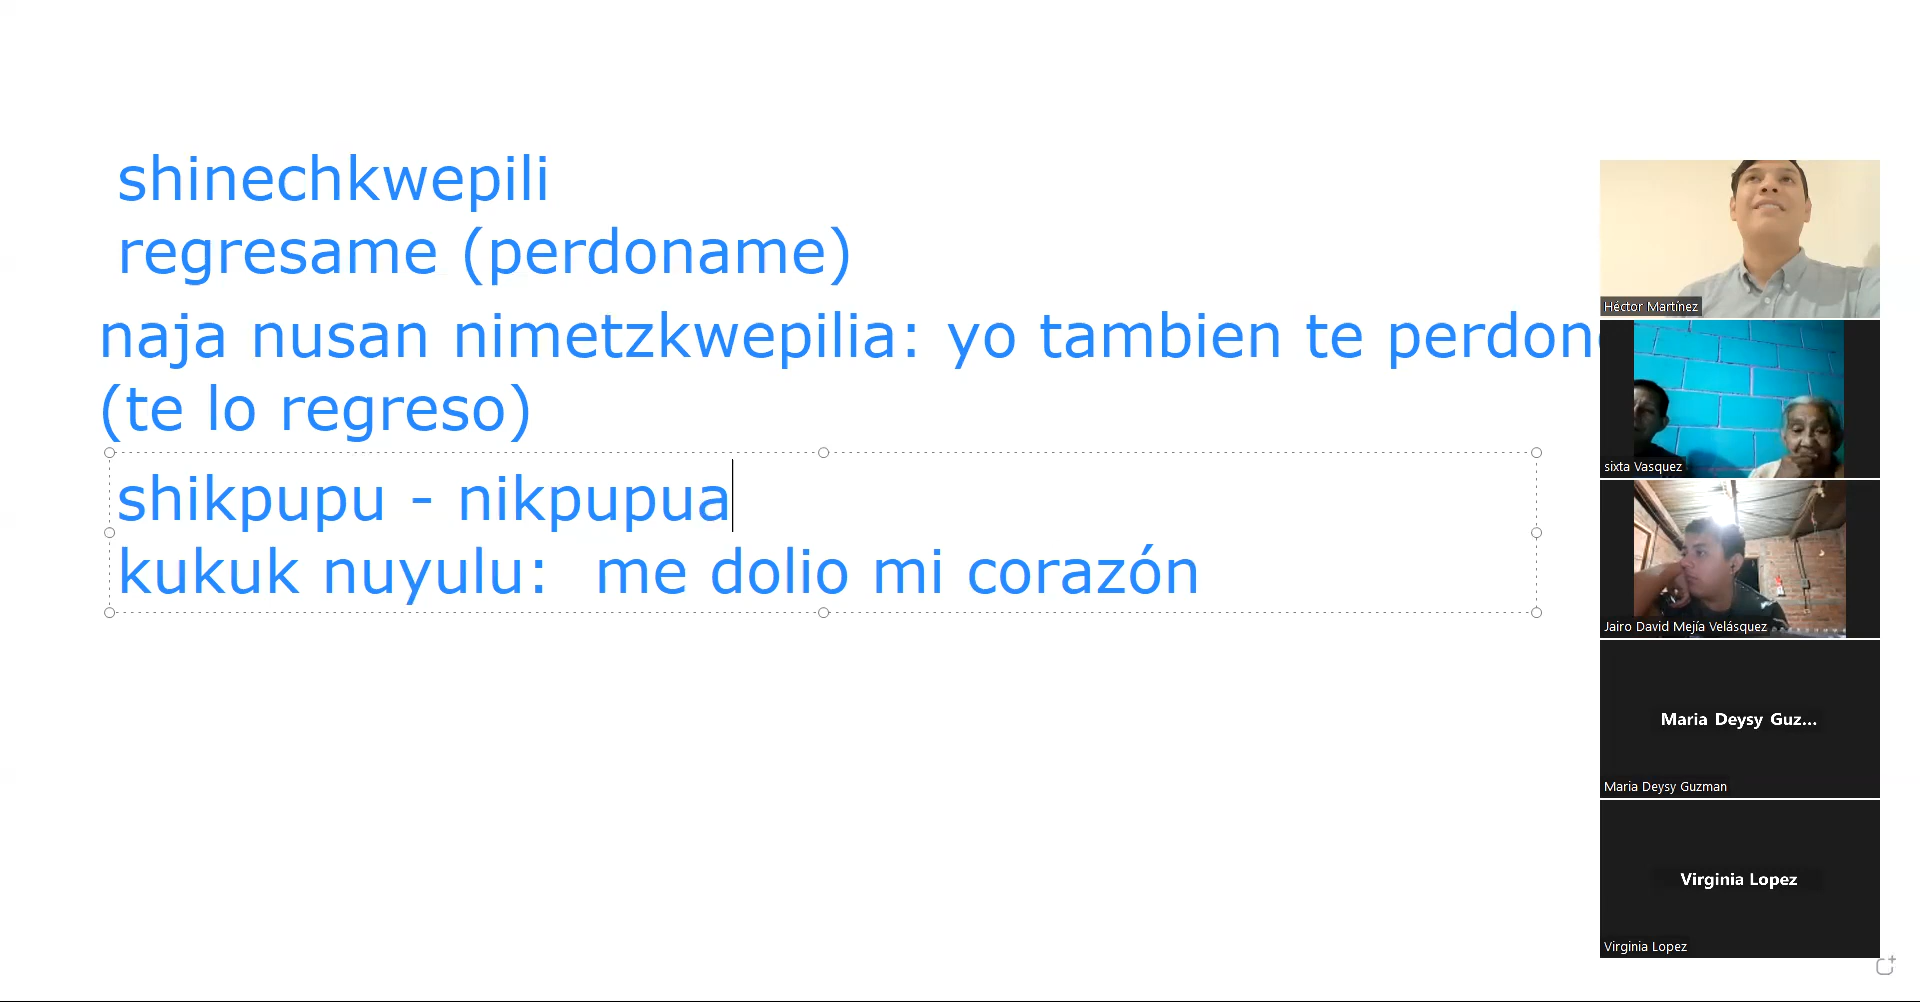 shinechkwepili
regresame (perdoname)
naja nusan nimetzkwepilia: yo tambien te perdon
(te lo regreso)
shikpupu - nikpupua
kukuk nuyulu: me dolio mi corazón
Héctor Martínez
sixta Vasquez
Jairo David Mejía Velásquez
Maria Deysy Guz...
Maria Deysy Guzman
Virginia Lopez
Virginia Lopez